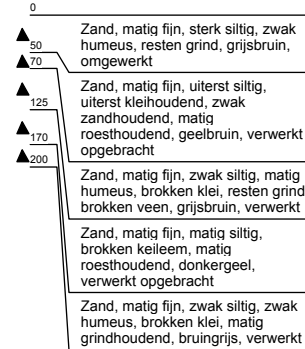 0
Zand, matig fijn, sterk siltig, zwak
humeus, resten grind, grijsbruin,
omgewerkt
50
70
Zand, matig fijn, uiterst siltig,
uiterst kleihoudend, zwak
zandhoudend, matig
roesthoudend, geelbruin, verwerkt
opgebracht
125
170
200
Zand, matig fijn, zwak siltig, matig
humeus, brokken klei, resten grind
brokken veen, grijsbruin, verwerkt
Zand, matig fijn, matig siltig,
brokken keileem, matig
roesthoudend, donkergeel,
verwerkt opgebracht
Zand, matig fijn, zwak siltig, zwak
humeus, brokken klei, matig
grindhoudend, bruingrijs, verwerkt